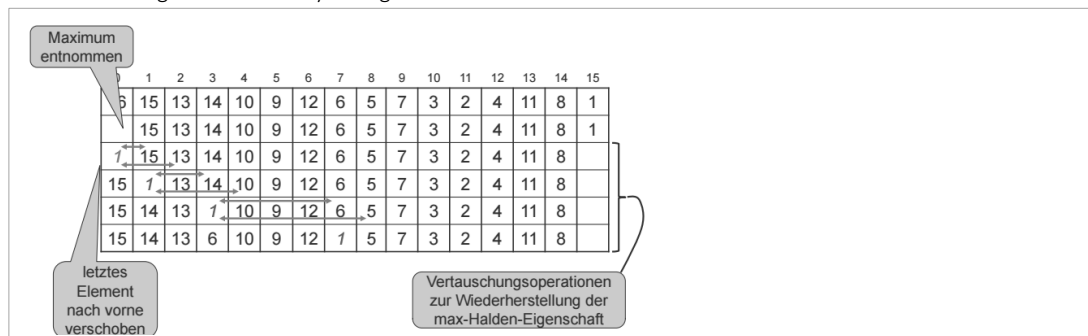 Maximum
entnommen
1 2 3 4 5 6 7 8 9 10 11 12 13 14 15
6 15 13 14 10 9 12 6 5 7 3 2 4 11 8 1
15 13 14 10 9 12 6 5 7 3 2 4 11 8 1
1 15 13 14 10 9 12 6 5 7 3 2 4 11 8
15 1 13 14 10 9 12 6 5 7 3 2 4 11 8
15 14 13 1 10 9 12 6 5 7 3 2 4 11 8
15 14 13 6 10 9 12 1 5 7 3 2 4 11 8
letztes
Element
nach vorne
verschoben
Vertauschungsoperationen
zur Wiederherstellung der
max-Halden-Eigenschaft